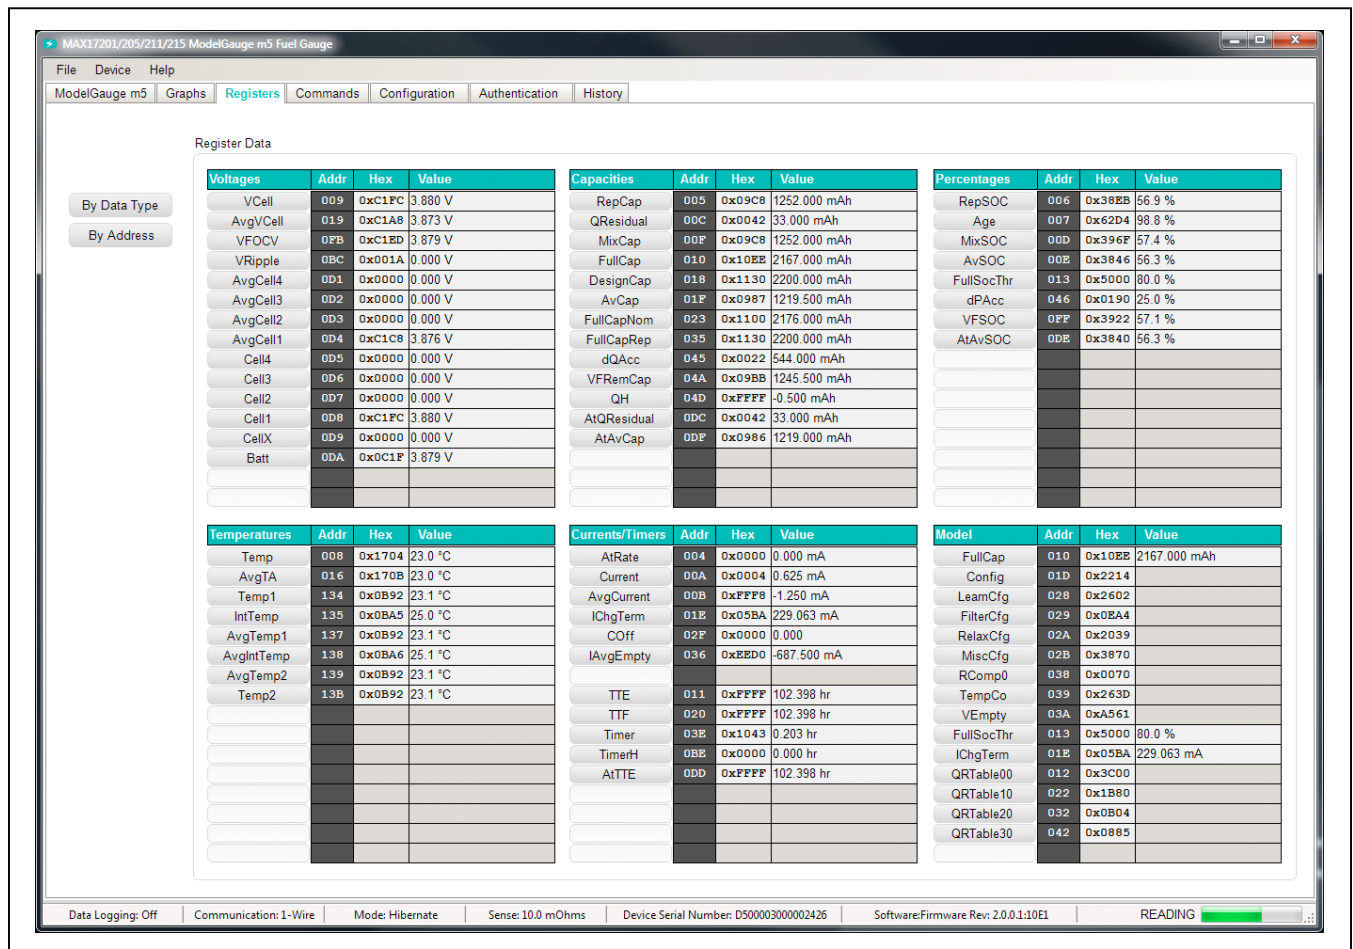 MAX17201/205/211/215 ModelGauge m5 Fuel Gauge
File Device Help
ModelGauge m5 Graphs Registers Commands Configuration Authentication History
Register Data
By Data Type
By Address
Voltages Addr Hex Value
VCell 009 0xC1FC 3.880 V
AvgVCell 019 0xC1A8 3.873 V
VFOCV 0FB 0xC1ED 3.879 V
VRipple 0BC 0x001A 0.000 V
AvgCell4 0D1 0x0000 0.000 V
AvgCell3 0D2 0x0000 0.000 V
AvgCell2 0D3 0x0000 0.000 V
AvgCell1 0D4 0xC1C8 3.876 V
Cell4 0D5 0x0000 0.000 V
Cell3 0D6 0x0000 0.000 V
Cell2 0D7 0x0000 0.000 V
Cell1 0D8 0xC1FC 3.880 V
CellX 0D9 0x0000 0.000 V
Batt 0DA 0x0C1F 3.879 V
Capacities Addr Hex Value
RepCap 005 0x09C8 1252.000 mAh
QResidual 00C 0x0042 33.000 mAh
MixCap 00F 0x09C8 1252.000 mAh
FullCap 010 0x10EE 2167.000 mAh
DesignCap 018 0x1130 2200.000 mAh
AvCap 01F 0x0987 1219.500 mAh
FullCapNom 023 0x1100 2176.000 mAh
FullCapRep 035 0x1130 2200.000 mAh
dQAcc 045 0x0022 544.000 mAh
VFRemCap 04A 0x09BB 1245.500 mAh
QH 04D 0xFFFF -0.500 mAh
AtQResidual 0DC 0x0042 33.000 mAh
AtAvCap 0DF 0x0986 1219.000 mAh
Percentages Addr Hex Value
RepSOC 006 0x38EB 56.9 %
Age 007 0x62D4 98.8 %
MixSOC 00D 0x396F 57.4 %
AvSOC 00E 0x3846 56.3 %
FullSocThr 013 0x5000 80.0 %
dPAcc 046 0x0190 25.0 %
VFSOC 0FF 0x3922 57.1 %
AtAvSOC 0DE 0x3840 56.3 %
Temperatures Addr Hex Value
Temp 008 0x1704 23.0 °C
AvgTA 016 0x170B 23.0 °C
Temp1 134 0x0B92 23.1 °C
IntTemp 135 0x0BA5 25.0 °C
AvgTemp1 137 0x0B92 23.1 °C
AvgIntTemp 138 0x0BA6 25.1 °C
AvgTemp2 139 0x0B92 23.1 °C
Temp2 13B 0x0B92 23.1 °C
Currents/Timers Addr Hex Value
AtRate 004 0x0000 0.000 mA
Current 00A 0x0004 0.625 mA
AvgCurrent 00B 0xFFF8 -1.250 mA
IChgTerm 01E 0x05BA 229.063 mA
COff 02F 0x0000 0.000
IAvgEmpty 036 0xEED0 -687.500 mA
TTE 011 0xFFFF 102.398 hr
TTF 020 0xFFFF 102.398 hr
Timer 03E 0x1043 0.203 hr
TimerH 0BE 0x0000 0.000 hr
AtTTE 0DD 0xFFFF 102.398 hr
Model Addr Hex Value
FullCap 010 0x10EE 2167.000 mAh
Config 01D 0x2214
LearnCfg 028 0x2602
FilterCfg 029 0x0EA4
RelaxCfg 02A 0x2039
MiscCfg 02B 0x3870
RComp0 038 0x0070
TempCo 039 0x263D
VEmpty 03A 0xA561
FullSocThr 013 0x5000 80.0 %
IChgTerm 01E 0x05BA 229.063 mA
QRTable00 012 0x3C00
QRTable10 022 0x1B80
QRTable20 032 0x0B04
QRTable30 042 0x0885
Data Logging: Off Communication: 1-Wire Mode: Hibernate Sense: 10.0 mOhms Device Serial Number: D500003000002426 Software:Firmware Rev: 2.0.0.1:10E1 READING